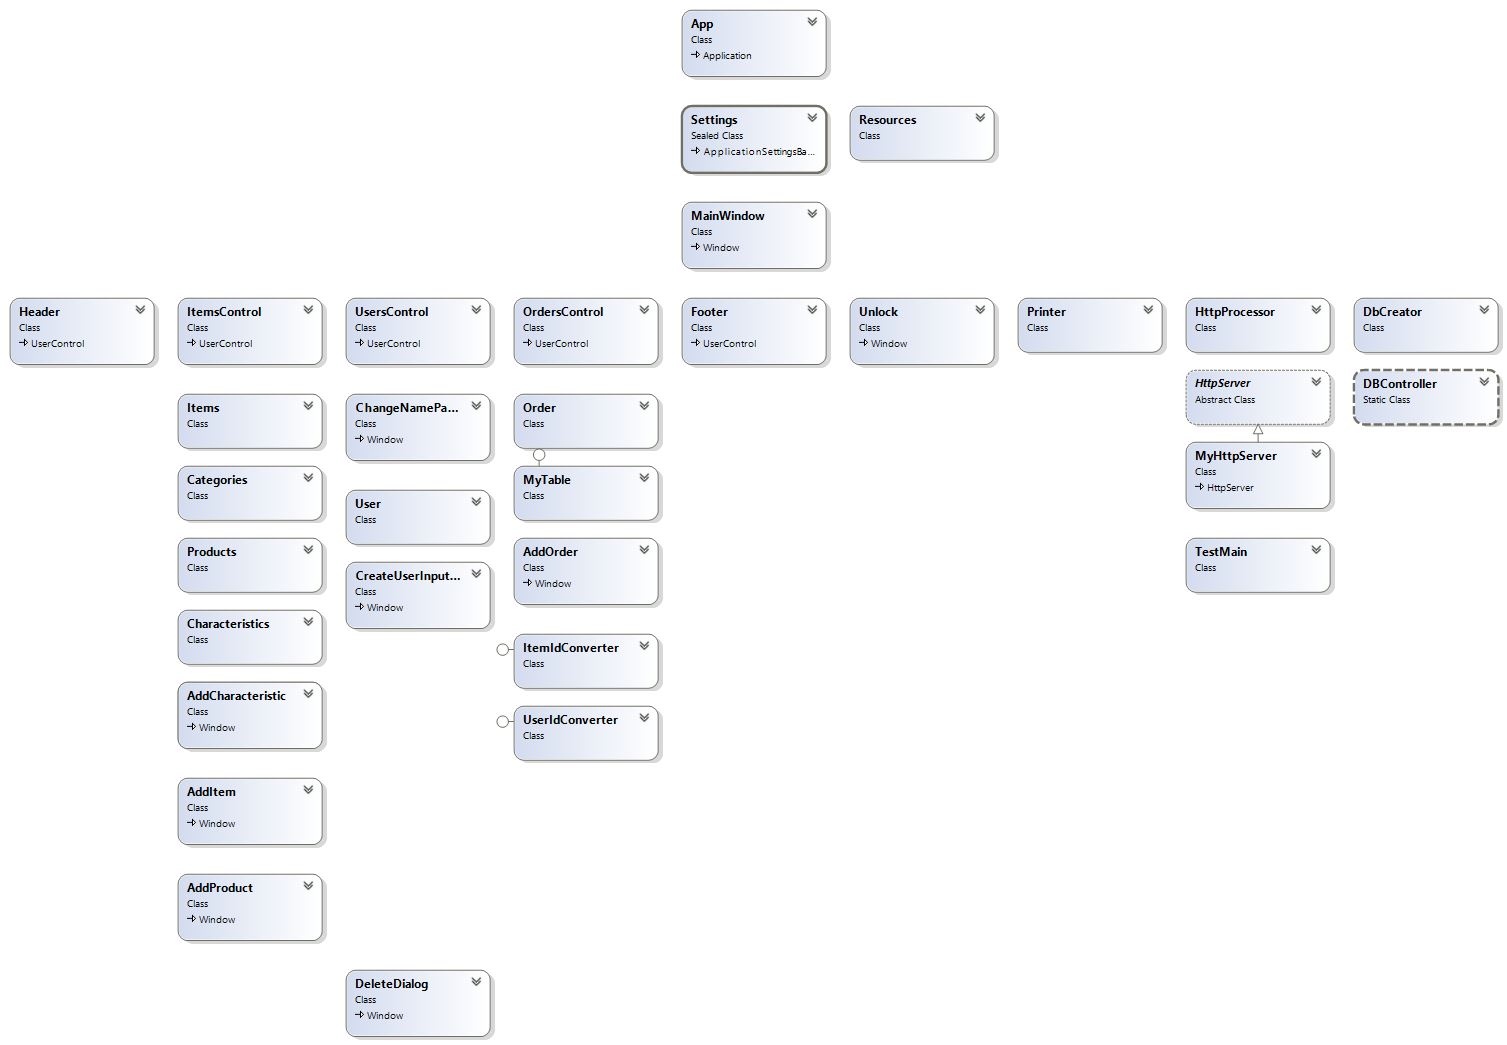 App
Class
Application
Settings
Sealed Class
ApplicationSettingsBa...
Resources
Class
MainWindow
Class
Window
Header
Class
UserControl
ItemsControl
Class
UserControl
UsersControl
Class
UserControl
OrdersControl
Class
UserControl
Footer
Class
UserControl
Unlock
Class
Window
Printer
Class
HttpProcessor
Class
DbCreator
Class
HttpServer
Abstract Class
DBController
Static Class
Items
Class
ChangeNamePa...
Class
Window
Order
Class
MyHttpServer
Class
HttpServer
Categories
Class
User
Class
MyTable
Class
Products
Class
CreateUserInput...
Class
Window
AddOrder
Class
Window
TestMain
Class
Characteristics
Class
ItemIdConverter
Class
AddCharacteristic
Class
Window
UserIdConverter
Class
AddItem
Class
Window
AddProduct
Class
Window
DeleteDialog
Class
Window